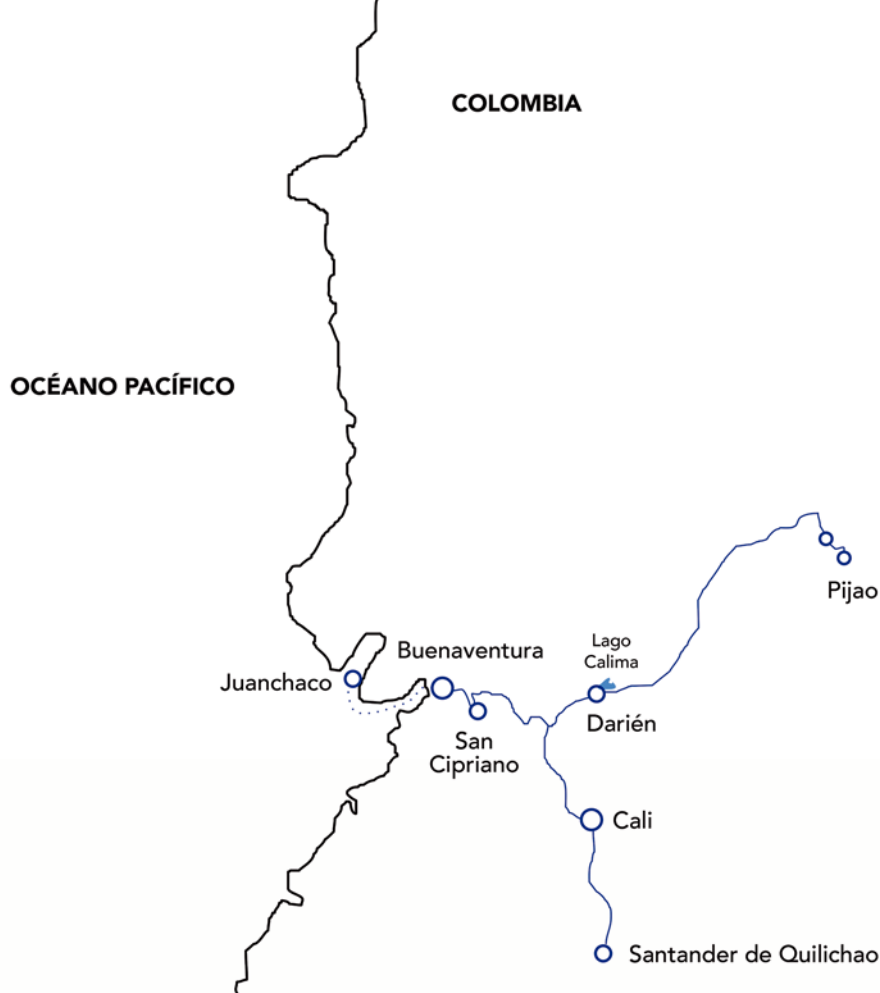 COLOMBIA
OCÉANO PACÍFICO
Pijao
Lago
Calima
Buenaventura
Juanchaco
Darién
San
Cipriano
Cali
Santander de Quilichao